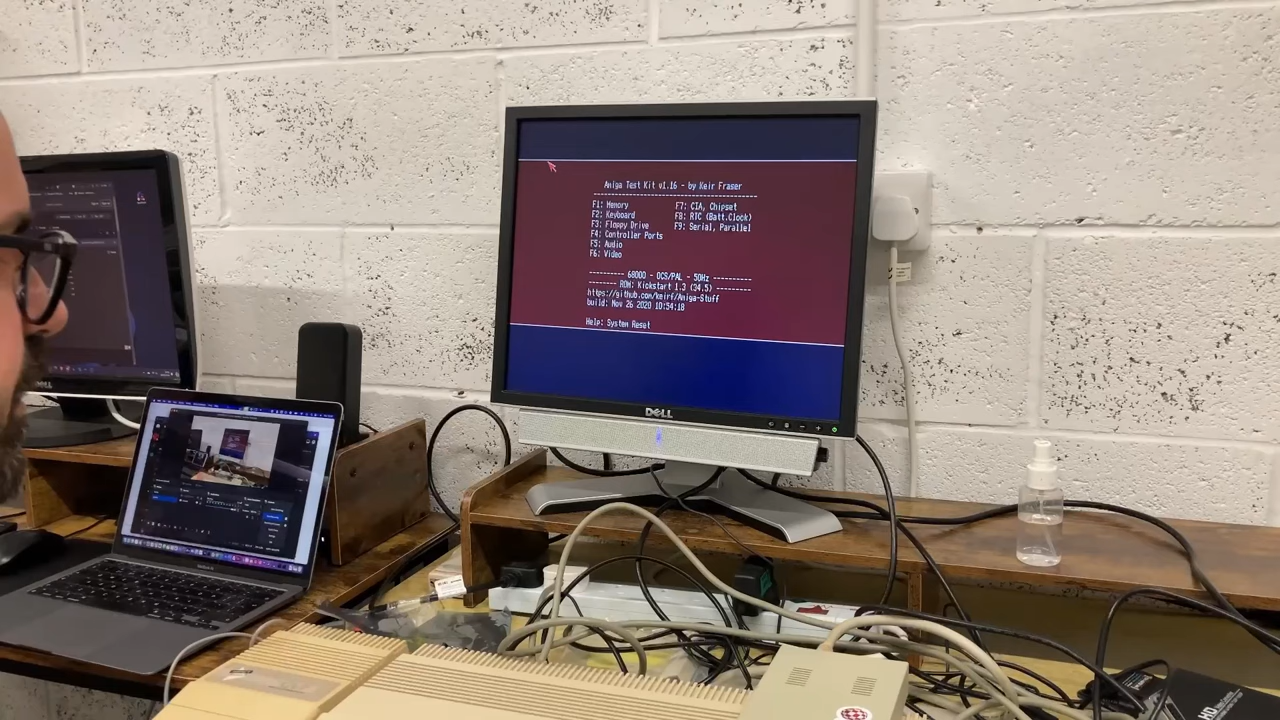 Amiga Test Kit v1.16 - by Keir Fraser
F1: Memory
F2: Keyboard
F3: Floppy Drive
F4: Controller Ports
F5: Audio
F6: Video
F7: CIA, Chipset
F8: RTC (Batt.Clock)
F9: Serial, Parallel
68000 - OCS/PAL - 50Hz
ROM: Kickstart 1.3 (34.5)
https://github.com/keirf/Amiga-Stuff
build: Nov 26 2020 10:54:18
Help: System Reset
DELL
DELL
HD